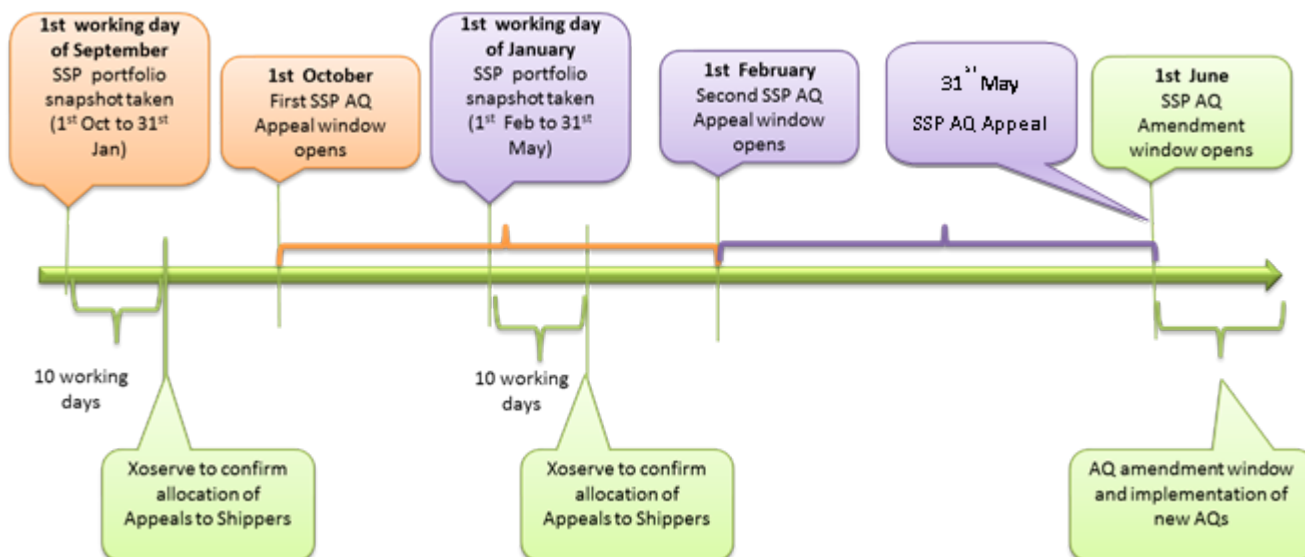 1st working day
of September
SSP portfolio
snapshot taken
(1st Oct to 31st
Jan)
1st October
First SSP AQ
Appeal window
opens
1st working day
of January
SSP portfolio
snapshot taken
(1st Feb to 31st
May)
1st February
Second SSP AQ
Appeal window
opens
31st May
SSP AQ Appeal
1st June
SSP AQ
Amendment
window opens
10 working
days
10 working
days
Xoserve to confirm
allocation of
Appeals to Shippers
Xoserve to confirm
allocation of
Appeals to Shippers
AQ amendment window
and implementation of
new AQs